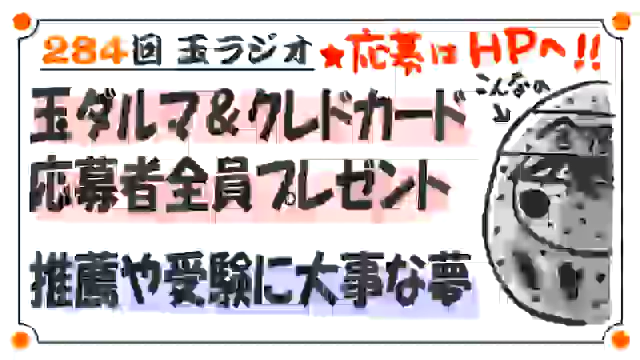 284回 玉ラジオ ★応募はHPへ!!
こんなの
玉ダルマ&クレドカード
応募者全員プレゼント
推薦や受験に大事な夢